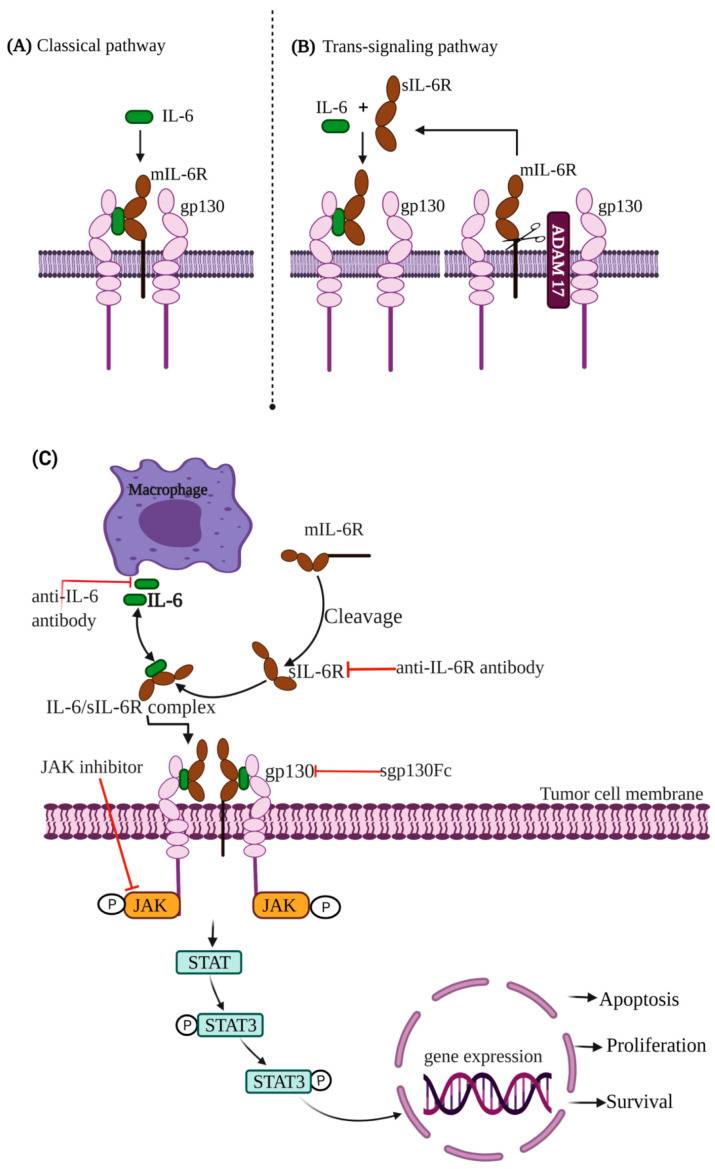 (A) Classical pathway
IL-6
mIL-6R
gp130
(B) Trans-signaling pathway
sIL-6R
IL-6 +
gp130
mIL-6R
gp130
ADAM 17
(C)
Macrophage
mIL-6R
anti-IL-6
antibody
IL-6
Cleavage
sIL-6R
anti-IL-6R antibody
IL-6/sIL-6R complex
JAK inhibitor
gp130
sgp130Fc
Tumor cell membrane
P JAK
JAK P
STAT
P STAT3
STAT3 P
gene expression
Apoptosis
Proliferation
Survival